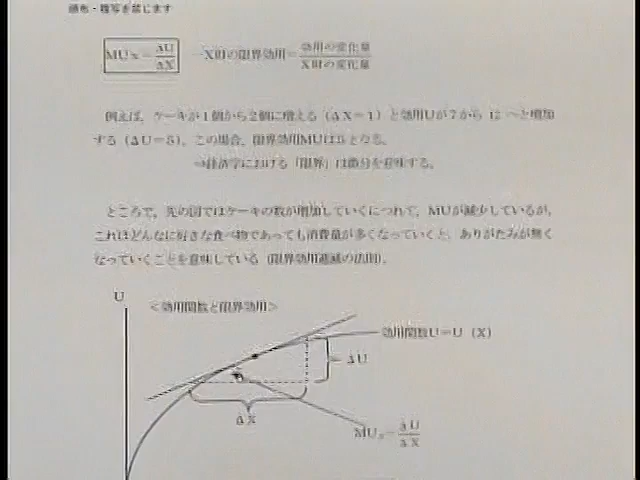 頒布・複写を禁じます
MUx=ΔU/ΔX …X財の限界効用=効用の変化量/X財の変化量
例えば、ケーキが1個から2個に増える(ΔX=1)と効用Uが7から12へと増加
する(ΔU=5)。この場合、限界効用MUは5となる。
⇒経済学における「限界」は微分を意味する。
ところで、先の図ではケーキの数が増加していくにつれて、MUが減少しているが、
これはどんなに好きな食べ物であっても消費量が多くなっていくと、ありがたみが無く
なっていくことを意味している(限界効用逓減の法則)。
U
<効用関数と限界効用>
効用関数U=U(X)
ΔU
ΔX
MUx=ΔU/ΔX